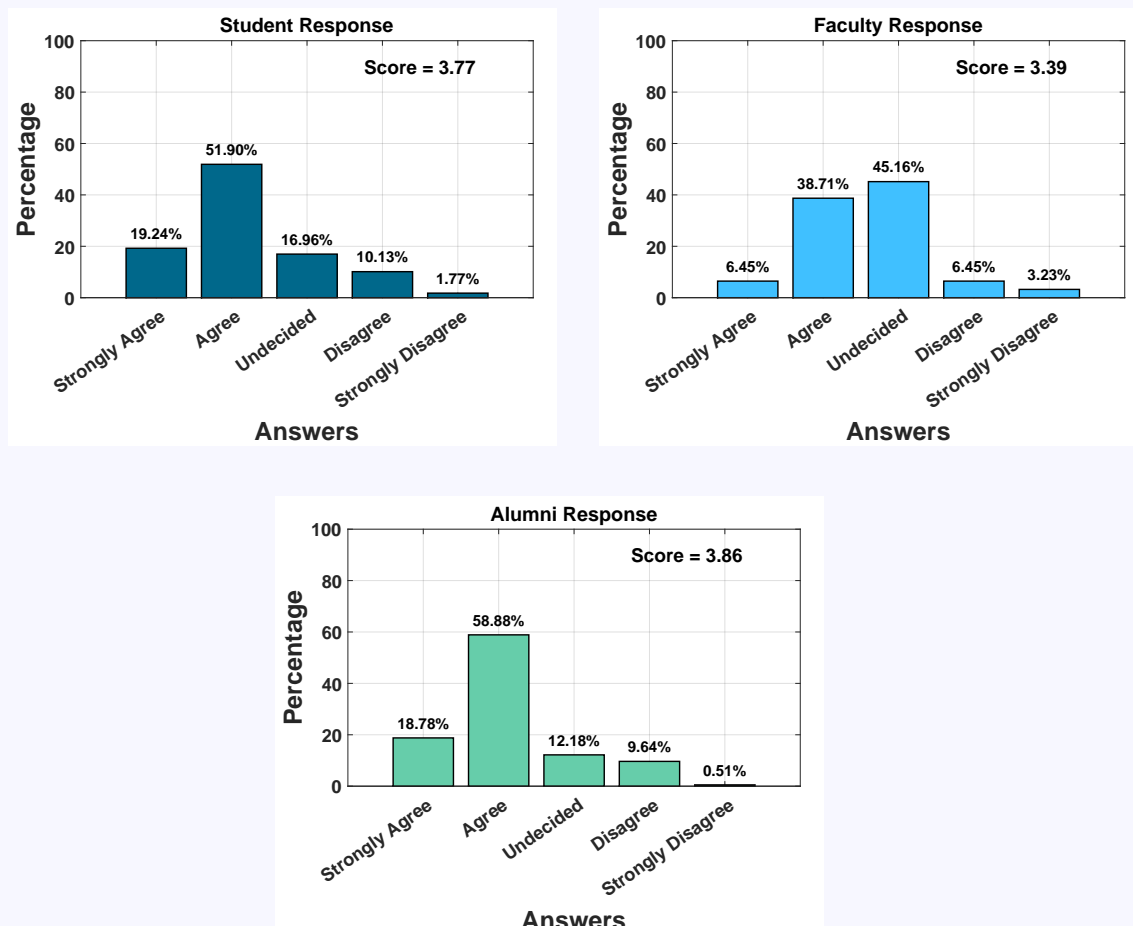 Student Response
Score = 3.77
Percentage
100
80
60
40
20
0
19.24%
51.90%
16.96%
10.13%
1.77%
Strongly Agree
Agree
Undecided
Disagree
Strongly Disagree
Answers
Faculty Response
Score = 3.39
Percentage
100
80
60
40
20
0
6.45%
38.71%
45.16%
6.45%
3.23%
Strongly Agree
Agree
Undecided
Disagree
Strongly Disagree
Answers
Alumni Response
Score = 3.86
Percentage
100
80
60
40
20
0
18.78%
58.88%
12.18%
9.64%
0.51%
Strongly Agree
Agree
Undecided
Disagree
Strongly Disagree
Answers